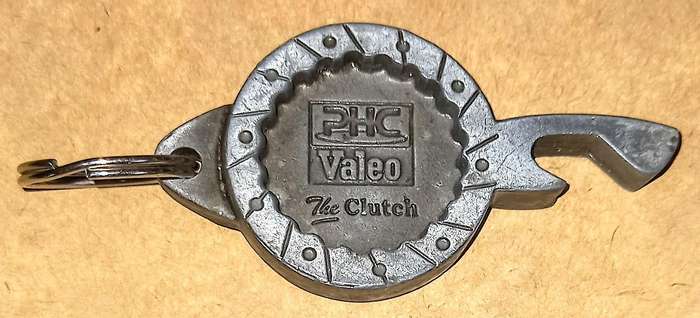 PHC
Valeo
The Clutch